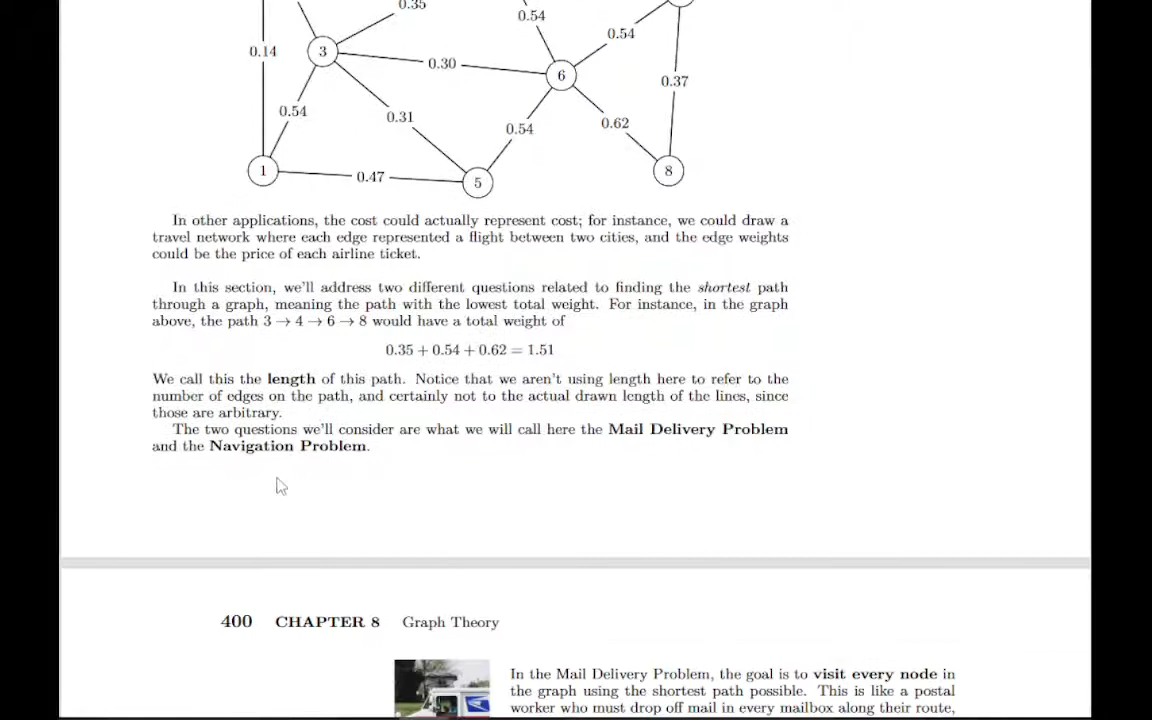 0.35
0.54
0.54
0.14
3
0.30
6
0.37
0.54
0.31
0.54
0.62
1
0.47
5
8
In other applications, the cost could actually represent cost; for instance, we could draw a
travel network where each edge represented a flight between two cities, and the edge weights
could be the price of each airline ticket.
In this section, we'll address two different questions related to finding the shortest path
through a graph, meaning the path with the lowest total weight. For instance, in the graph
above, the path 3 → 4 → 6 → 8 would have a total weight of
0.35 + 0.54 + 0.62 = 1.51
We call this the length of this path. Notice that we aren't using length here to refer to the
number of edges on the path, and certainly not to the actual drawn length of the lines, since
those are arbitrary.
The two questions we'll consider are what we will call here the Mail Delivery Problem
and the Navigation Problem.
400 CHAPTER 8 Graph Theory
In the Mail Delivery Problem, the goal is to visit every node in
the graph using the shortest path possible. This is like a postal
worker who must drop off mail in every mailbox along their route,